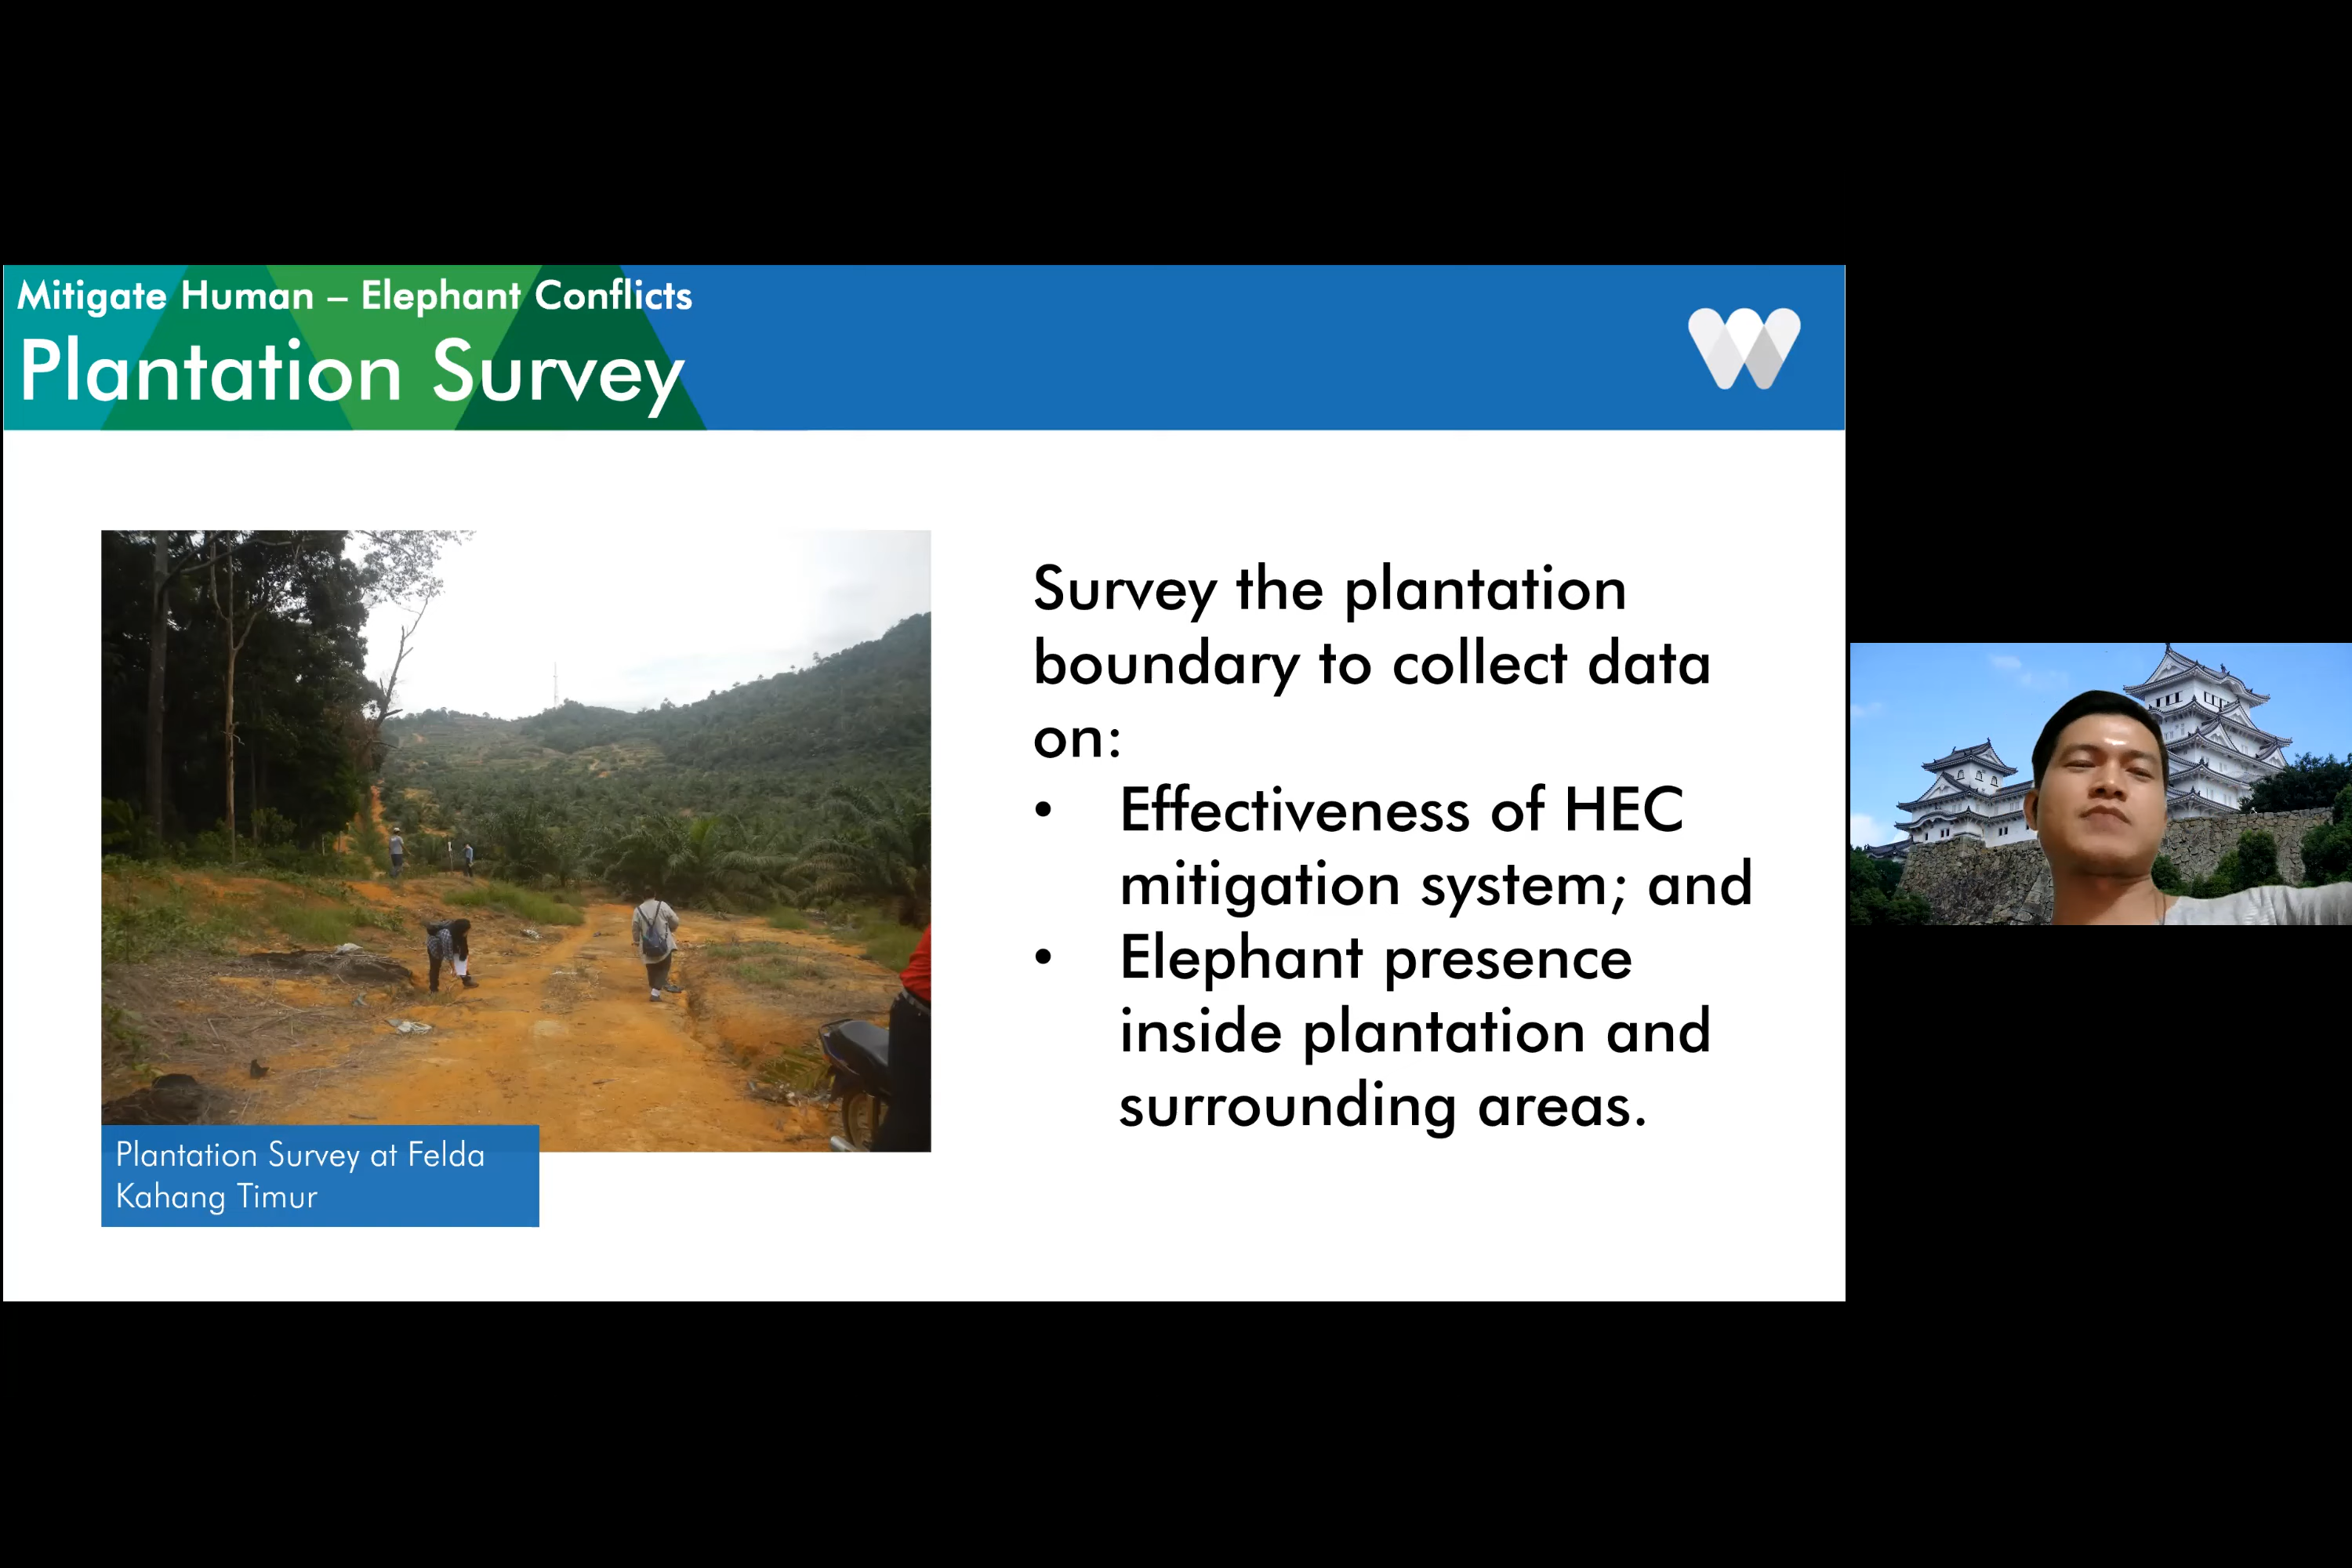 Mitigate Human – Elephant Conflicts
Plantation Survey
Survey the plantation
boundary to collect data
on:
• Effectiveness of HEC
mitigation system; and
• Elephant presence
inside plantation and
surrounding areas.
Plantation Survey at Felda
Kahang Timur